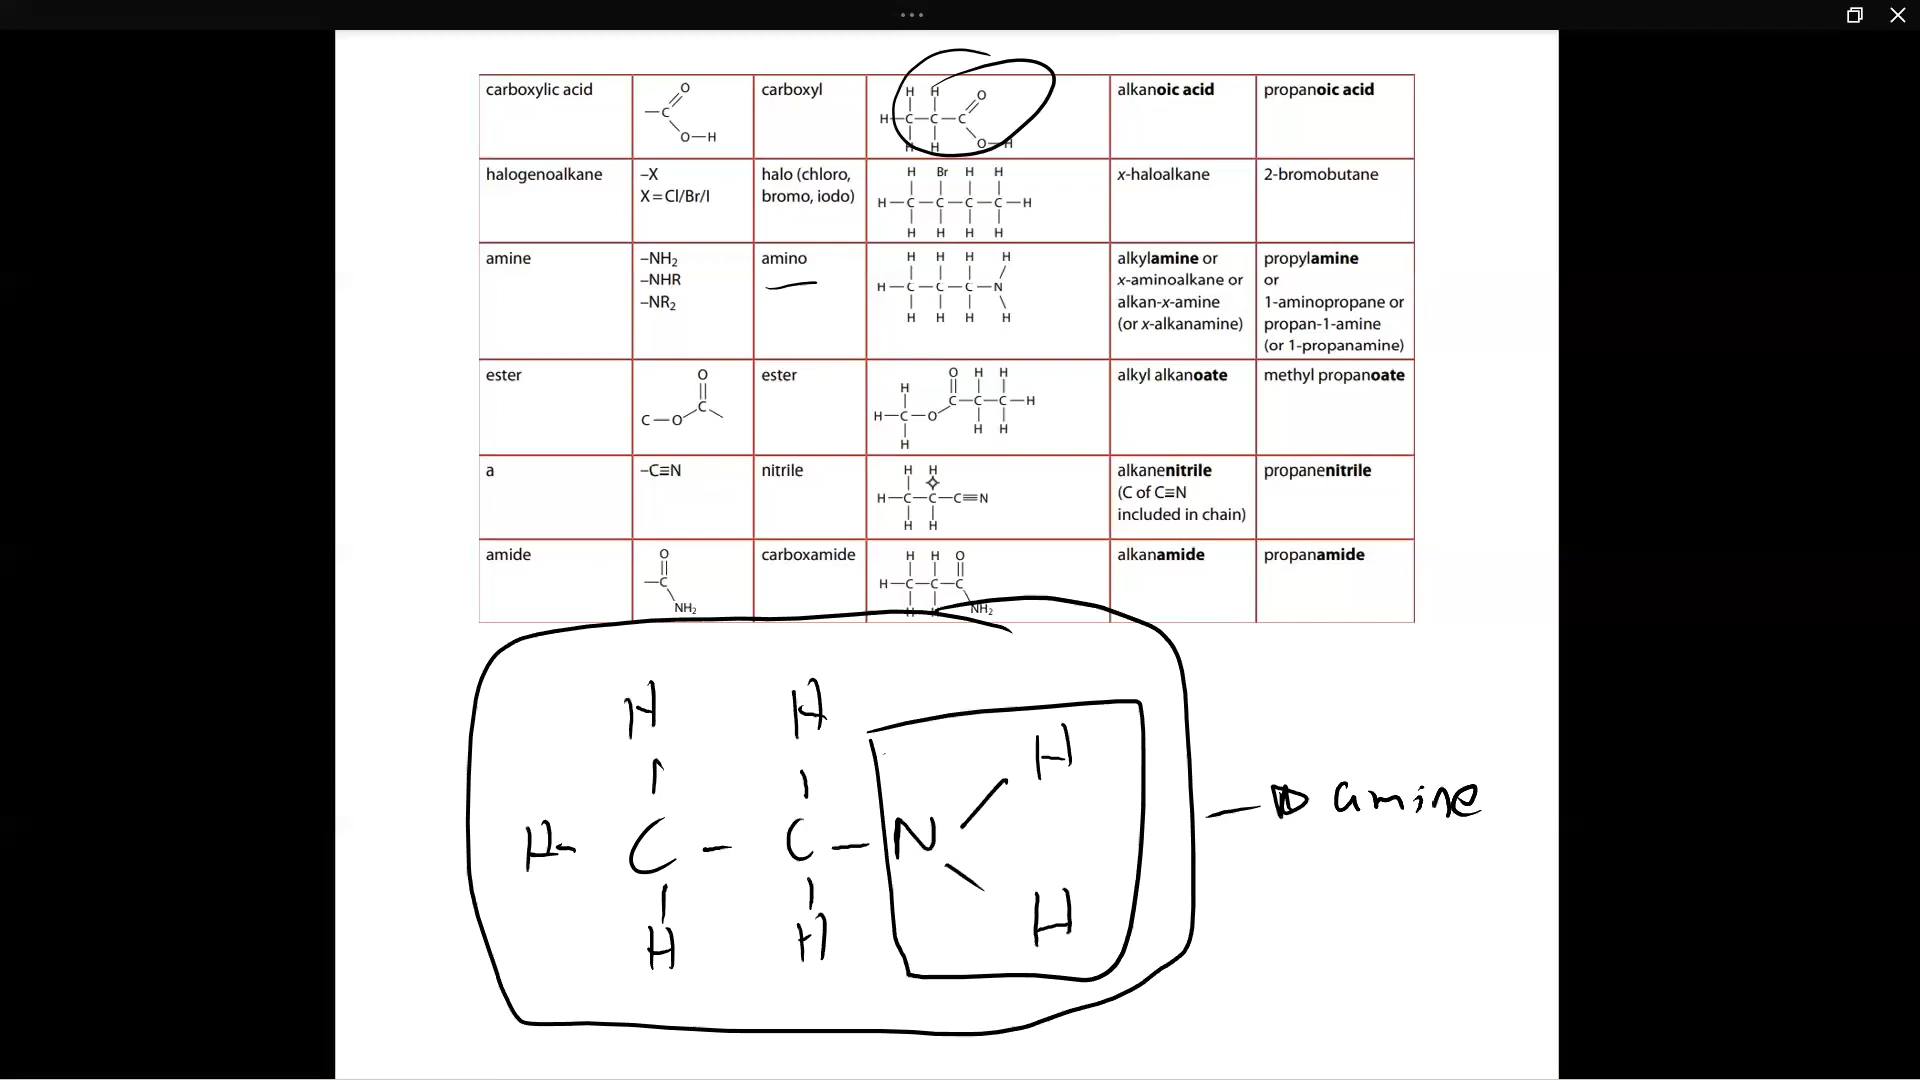 carboxylic acid
O
–C
O–H
carboxyl
H H O
H–C–C–C
H H O–H
alkanoic acid
propanoic acid
halogenoalkane
–X
X=Cl/Br/I
halo (chloro,
bromo, iodo)
H Br H H
H–C–C–C–C–H
H H H H
x-haloalkane
2-bromobutane
amine
–NH₂
–NHR
–NR₂
amino
H H H H
H–C–C–C–N
H H H H
alkylamine or
x-aminoalkane or
alkan-x-amine
(or x-alkanamine)
propylamine
or
1-aminopropane or
propan-1-amine
(or 1-propanamine)
ester
O
C
C–O
ester
O H H
H C–C–C–H
H–C–O
H H
H
alkyl alkanoate
methyl propanoate
a
–C≡N
nitrile
H H
H–C–C–C≡N
H H
alkanenitrile
(C of C≡N
included in chain)
propanenitrile
amide
O
–C
NH₂
carboxamide
H H O
H–C–C–C
H H NH₂
alkanamide
propanamide
H H H
H- C - C - N
H H H
amine